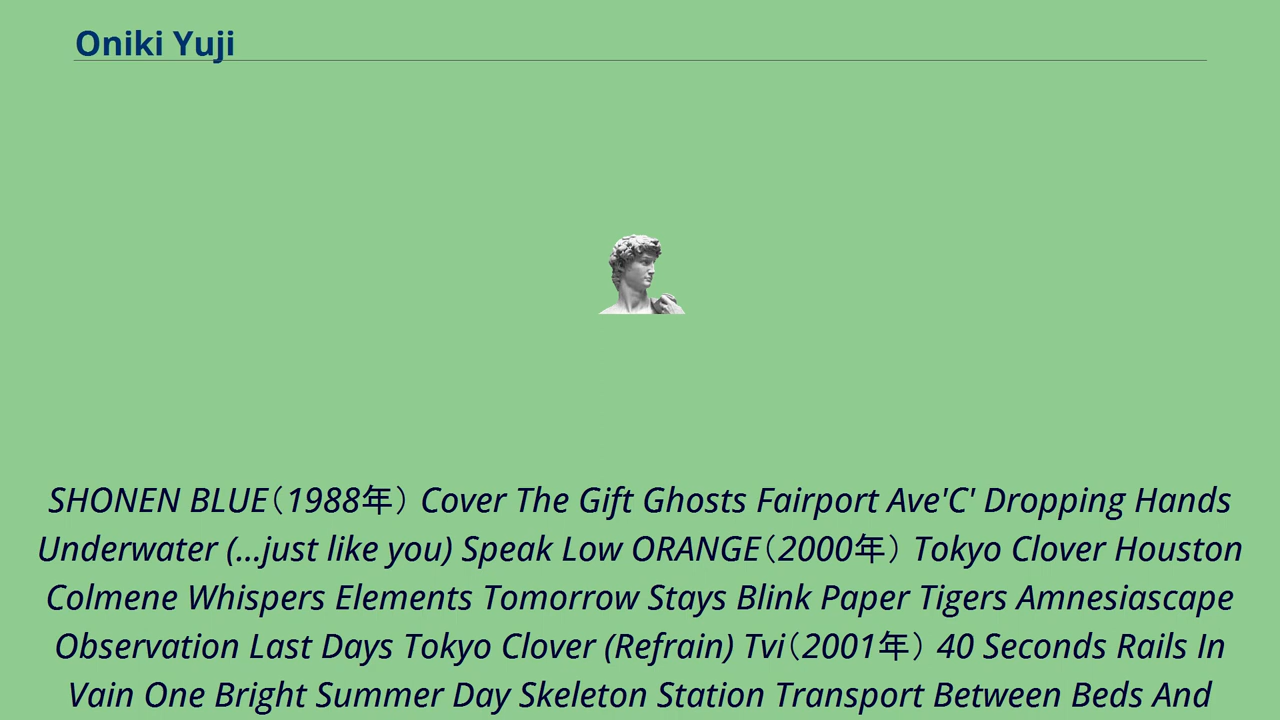 Oniki Yuji
SHONEN BLUE（1988年） Cover The Gift Ghosts Fairport Ave'C' Dropping Hands
Underwater (...just like you) Speak Low ORANGE（2000年） Tokyo Clover Houston
Colmene Whispers Elements Tomorrow Stays Blink Paper Tigers Amnesiascape
Observation Last Days Tokyo Clover (Refrain) Tvi（2001年） 40 Seconds Rails In
Vain One Bright Summer Day Skeleton Station Transport Between Beds And